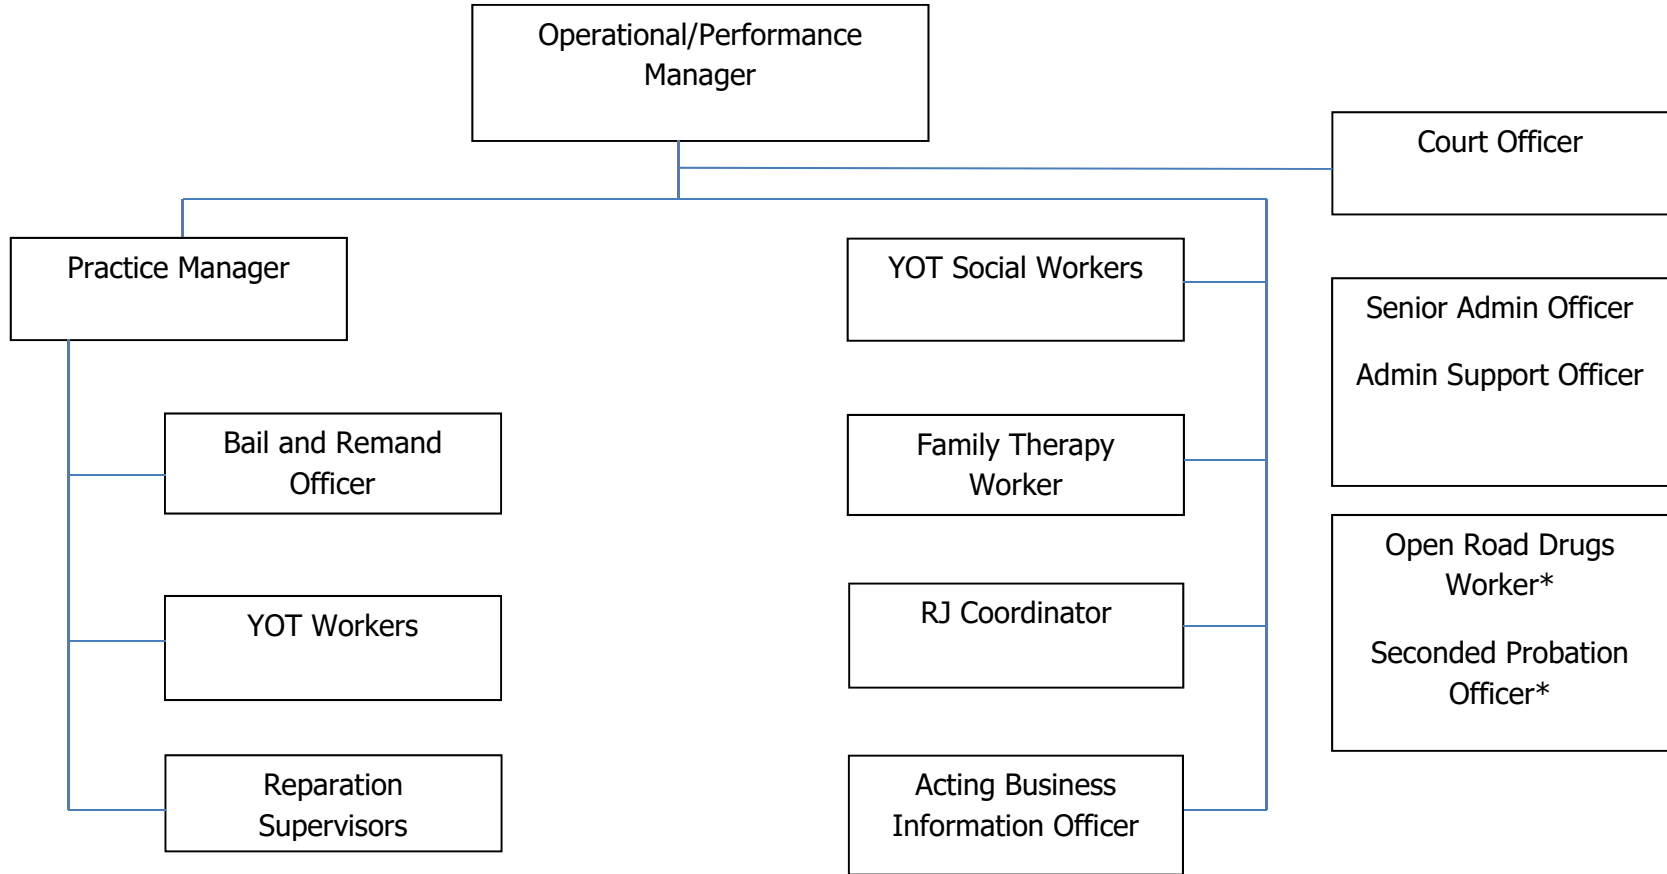 Operational/Performance
Manager
Court Officer
Practice Manager
YOT Social Workers
Senior Admin Officer
Admin Support Officer
Bail and Remand
Officer
Family Therapy
Worker
Open Road Drugs
Worker*
Seconded Probation
Officer*
YOT Workers
RJ Coordinator
Reparation
Supervisors
Acting Business
Information Officer